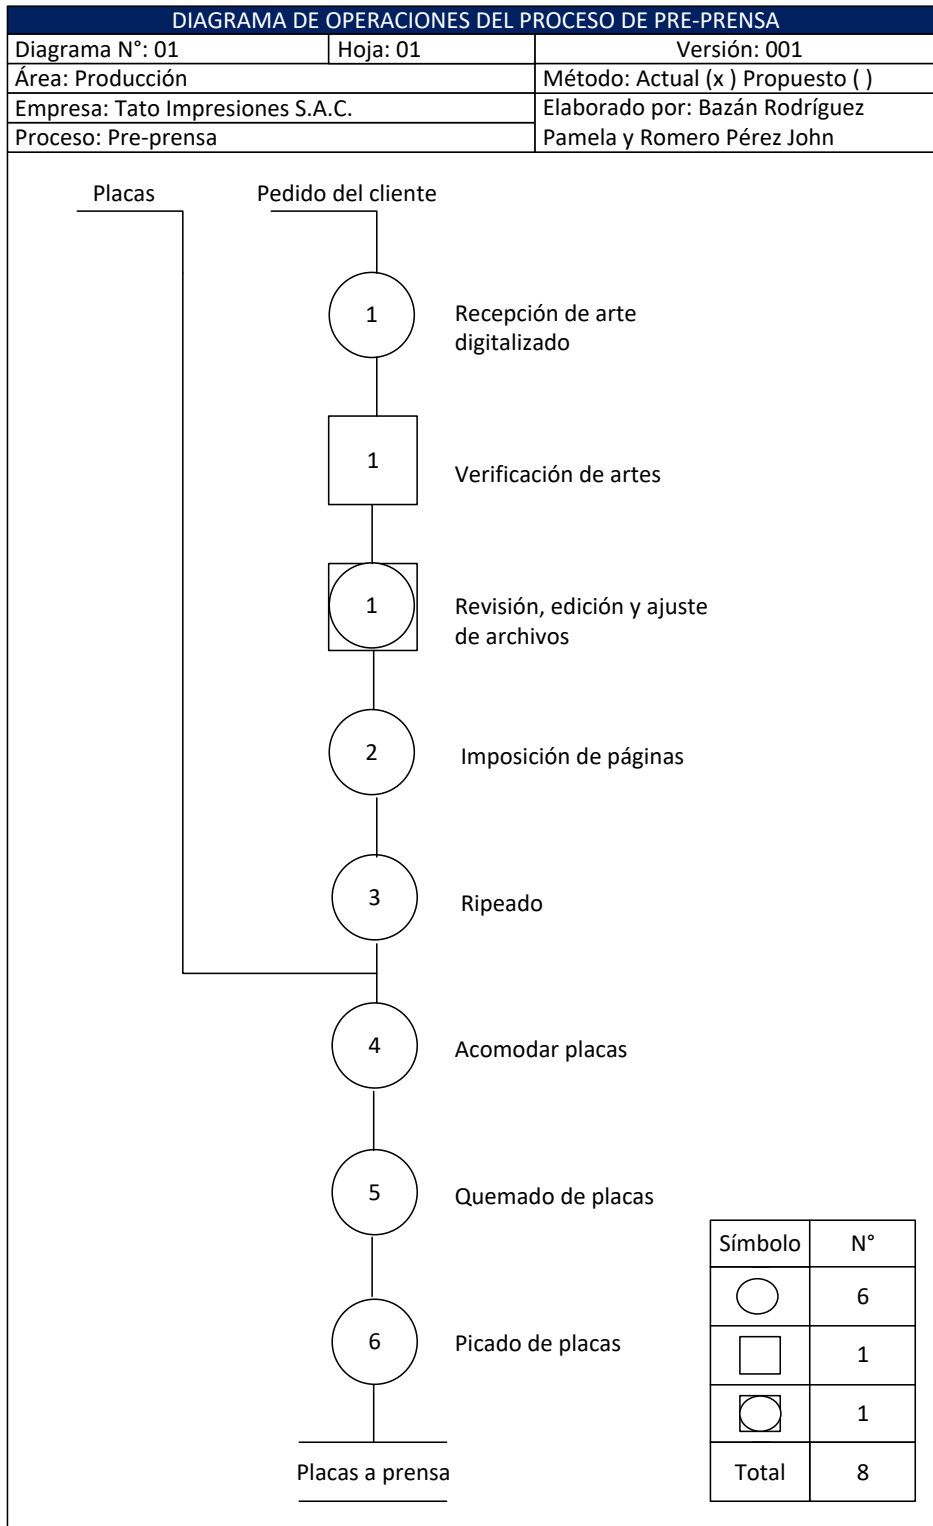 DIAGRAMA DE OPERACIONES DEL PROCESO DE PRE-PRENSA
Diagrama N°: 01
Hoja: 01
Versión: 001
Área: Producción
Método: Actual (x ) Propuesto ( )
Empresa: Tato Impresiones S.A.C.
Elaborado por: Bazán Rodríguez
Pamela y Romero Pérez John
Proceso: Pre-prensa
Placas
Pedido del cliente
1
Recepción de arte
digitalizado
1
Verificación de artes
1
Revisión, edición y ajuste
de archivos
2
Imposición de páginas
3
Ripeado
4
Acomodar placas
5
Quemado de placas
6
Picado de placas
Placas a prensa
Símbolo
N°
6
1
1
Total
8